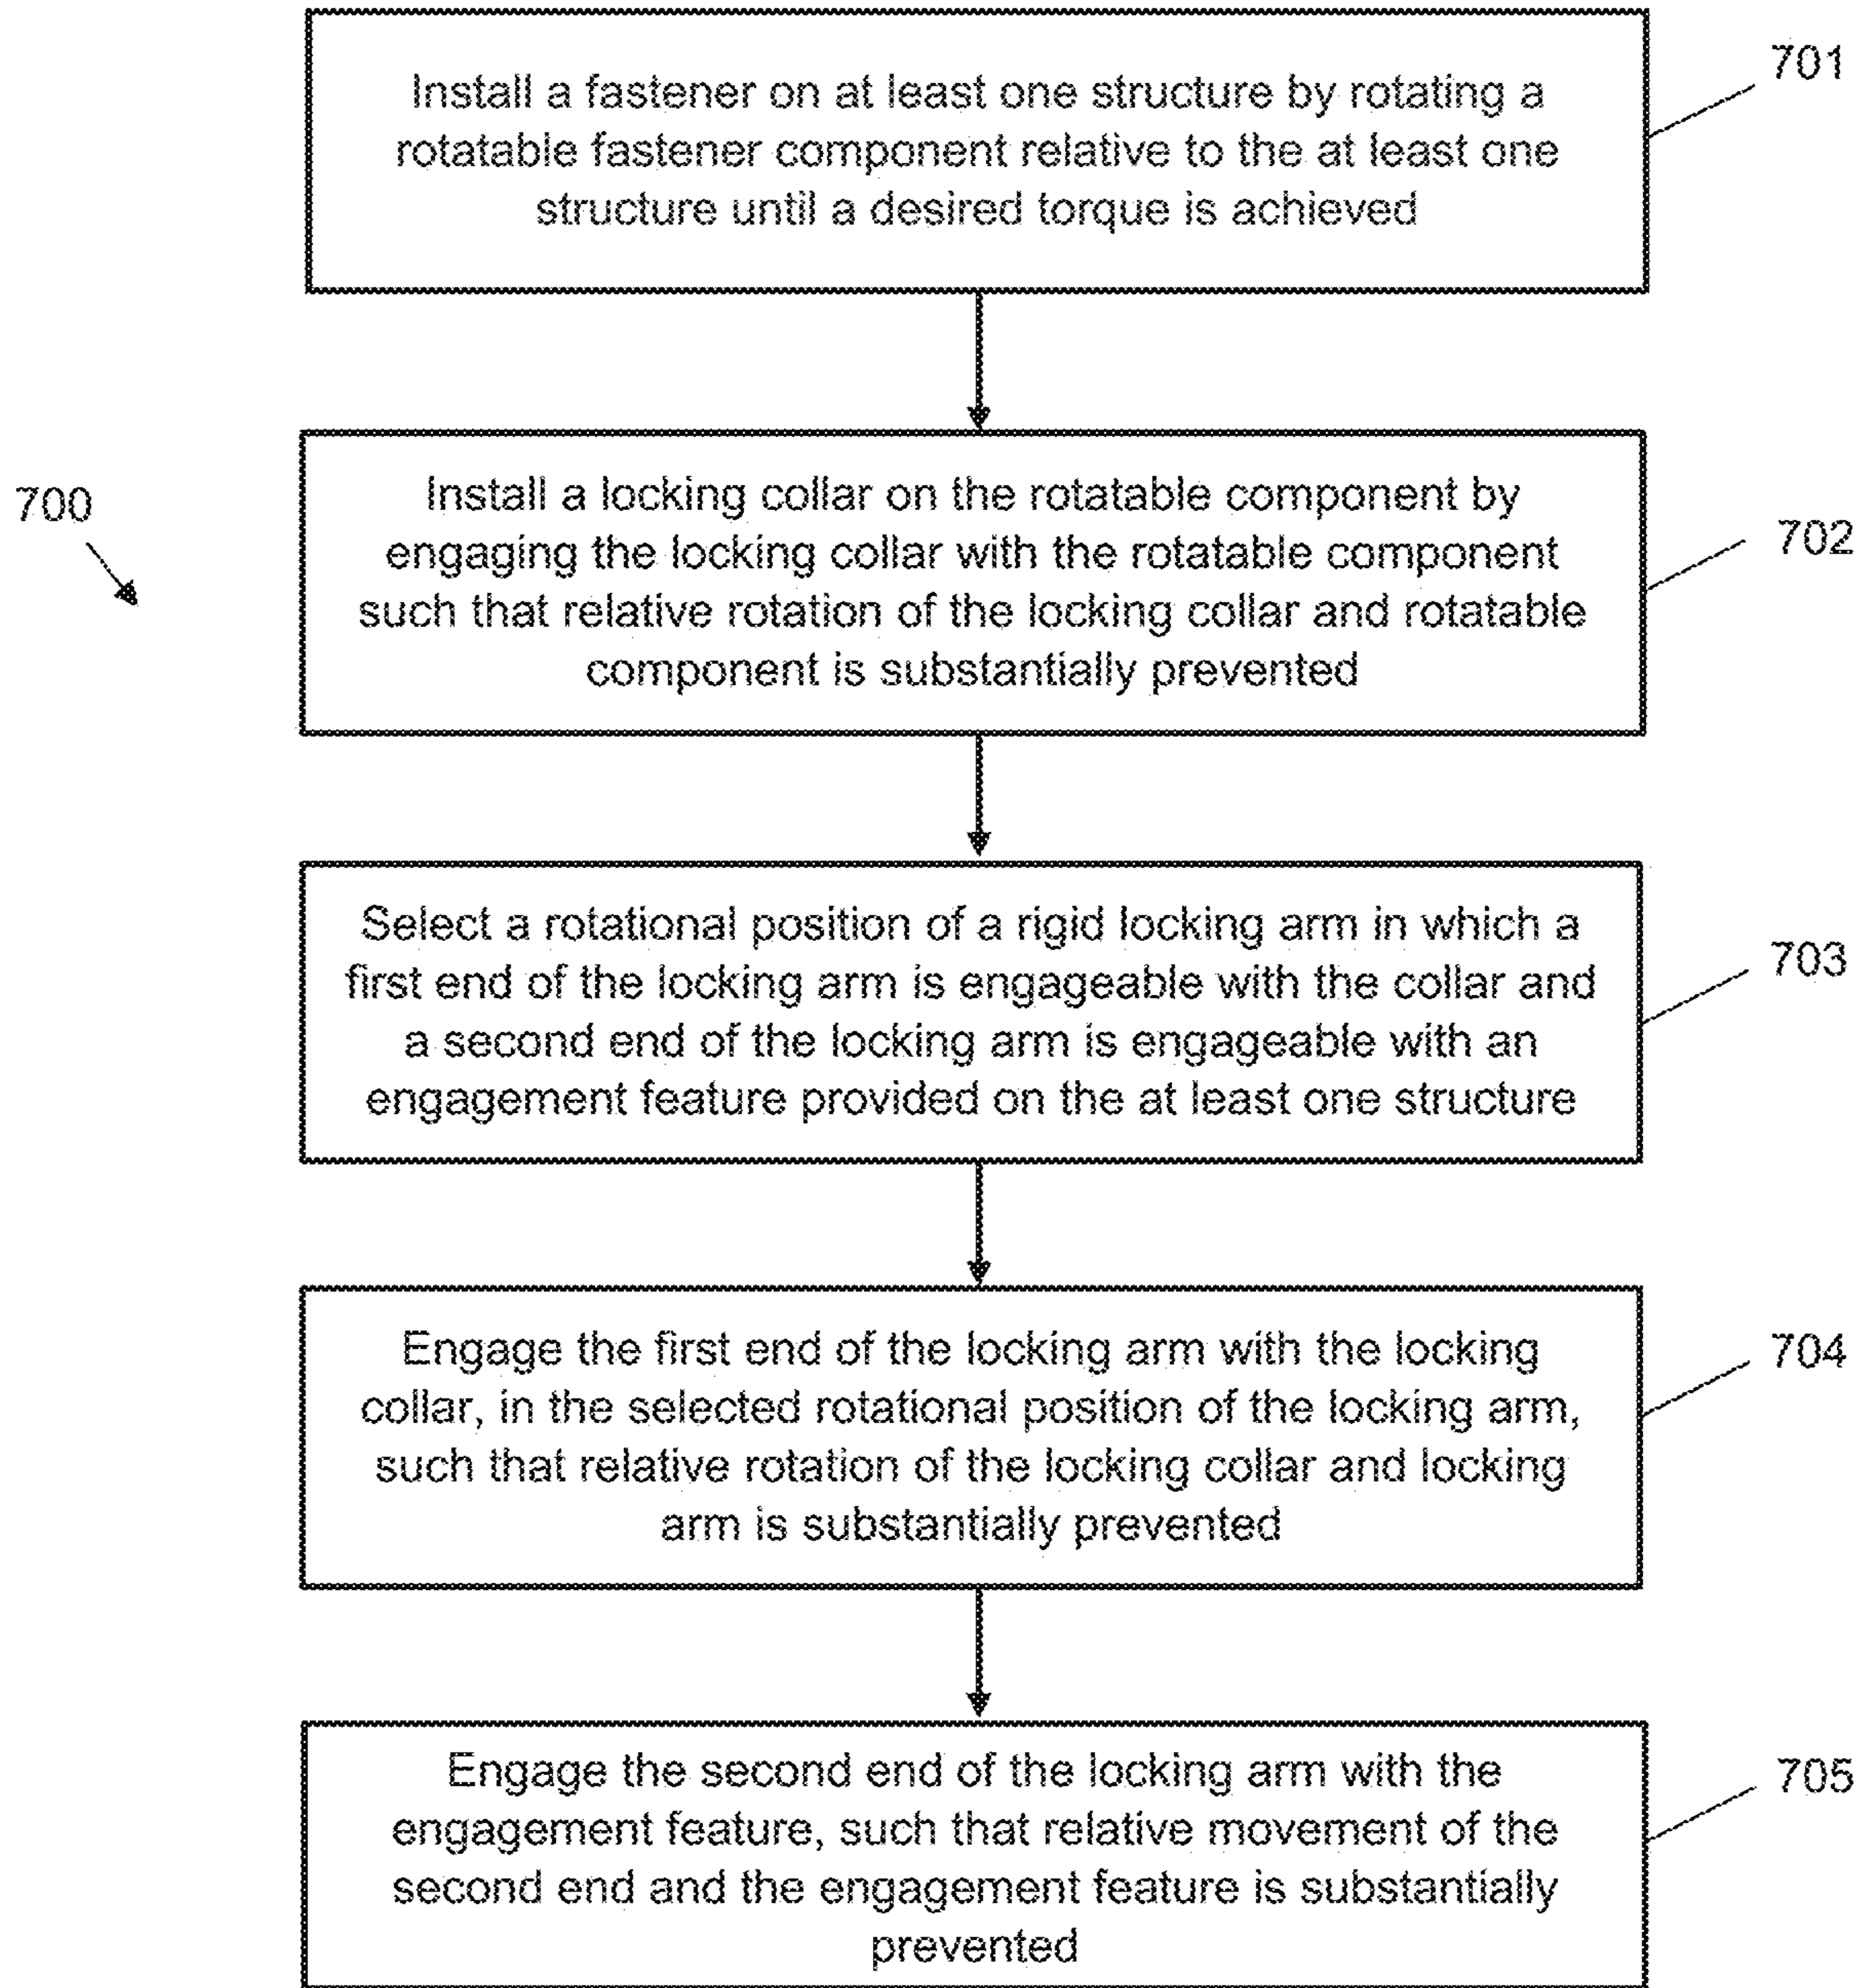 Install a fastener on at least one structure by rotating a
rotatable fastener component relative to the at least one
structure until a desired torque is achieved
701
700
Install a locking collar on the rotatable component by
engaging the locking collar with the rotatable component
such that relative rotation of the locking collar and rotatable
component is substantially prevented
702
Select a rotational position of a rigid locking arm in which a
first end of the locking arm is engageable with the collar and
a second end of the locking arm is engageable with an
engagement feature provided on the at least one structure
703
Engage the first end of the locking arm with the locking
collar, in the selected rotational position of the locking arm,
such that relative rotation of the locking collar and locking
arm is substantially prevented
704
Engage the second end of the locking arm with the
engagement feature, such that relative movement of the
second end and the engagement feature is substantially
prevented
705